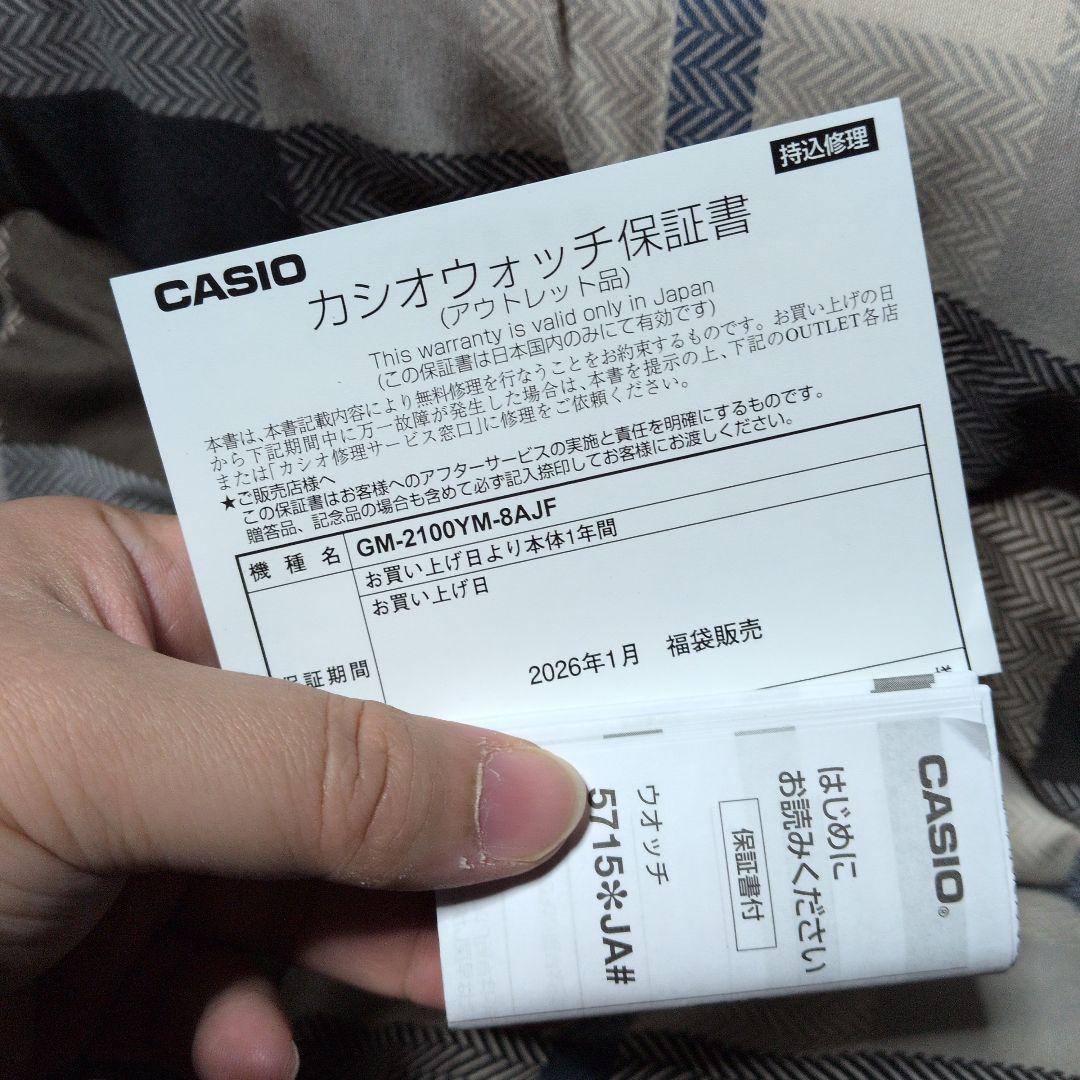 持込修理
CASIO
カシオウォッチ保証書
(アウトレット品)
This warranty is valid only in Japan
(この保証書は日本国内のみにて有効です)
本書は、本書記載内容により無料修理を行なうことをお約束するものです。お買い上げの日
から下記期間中に万一故障が発生した場合は、本書を提示の上、下記のOUTLET各店
または「カシオ修理サービス窓口」に修理をご依頼ください。
★ご販売店様へ
この保証書はお客様へのアフターサービスの実施と責任を明確にするものです。
贈答品、記念品の場合も含めて必ず記入捺印してお客様にお渡しください。
機種名 GM-2100YM-8AJF
お買い上げ日より本体1年間
お買い上げ日
保証期間
2026年1月 福袋販売
様
CASIO®
はじめに
お読みください
保証書付
ウオッチ
5715✻JA#